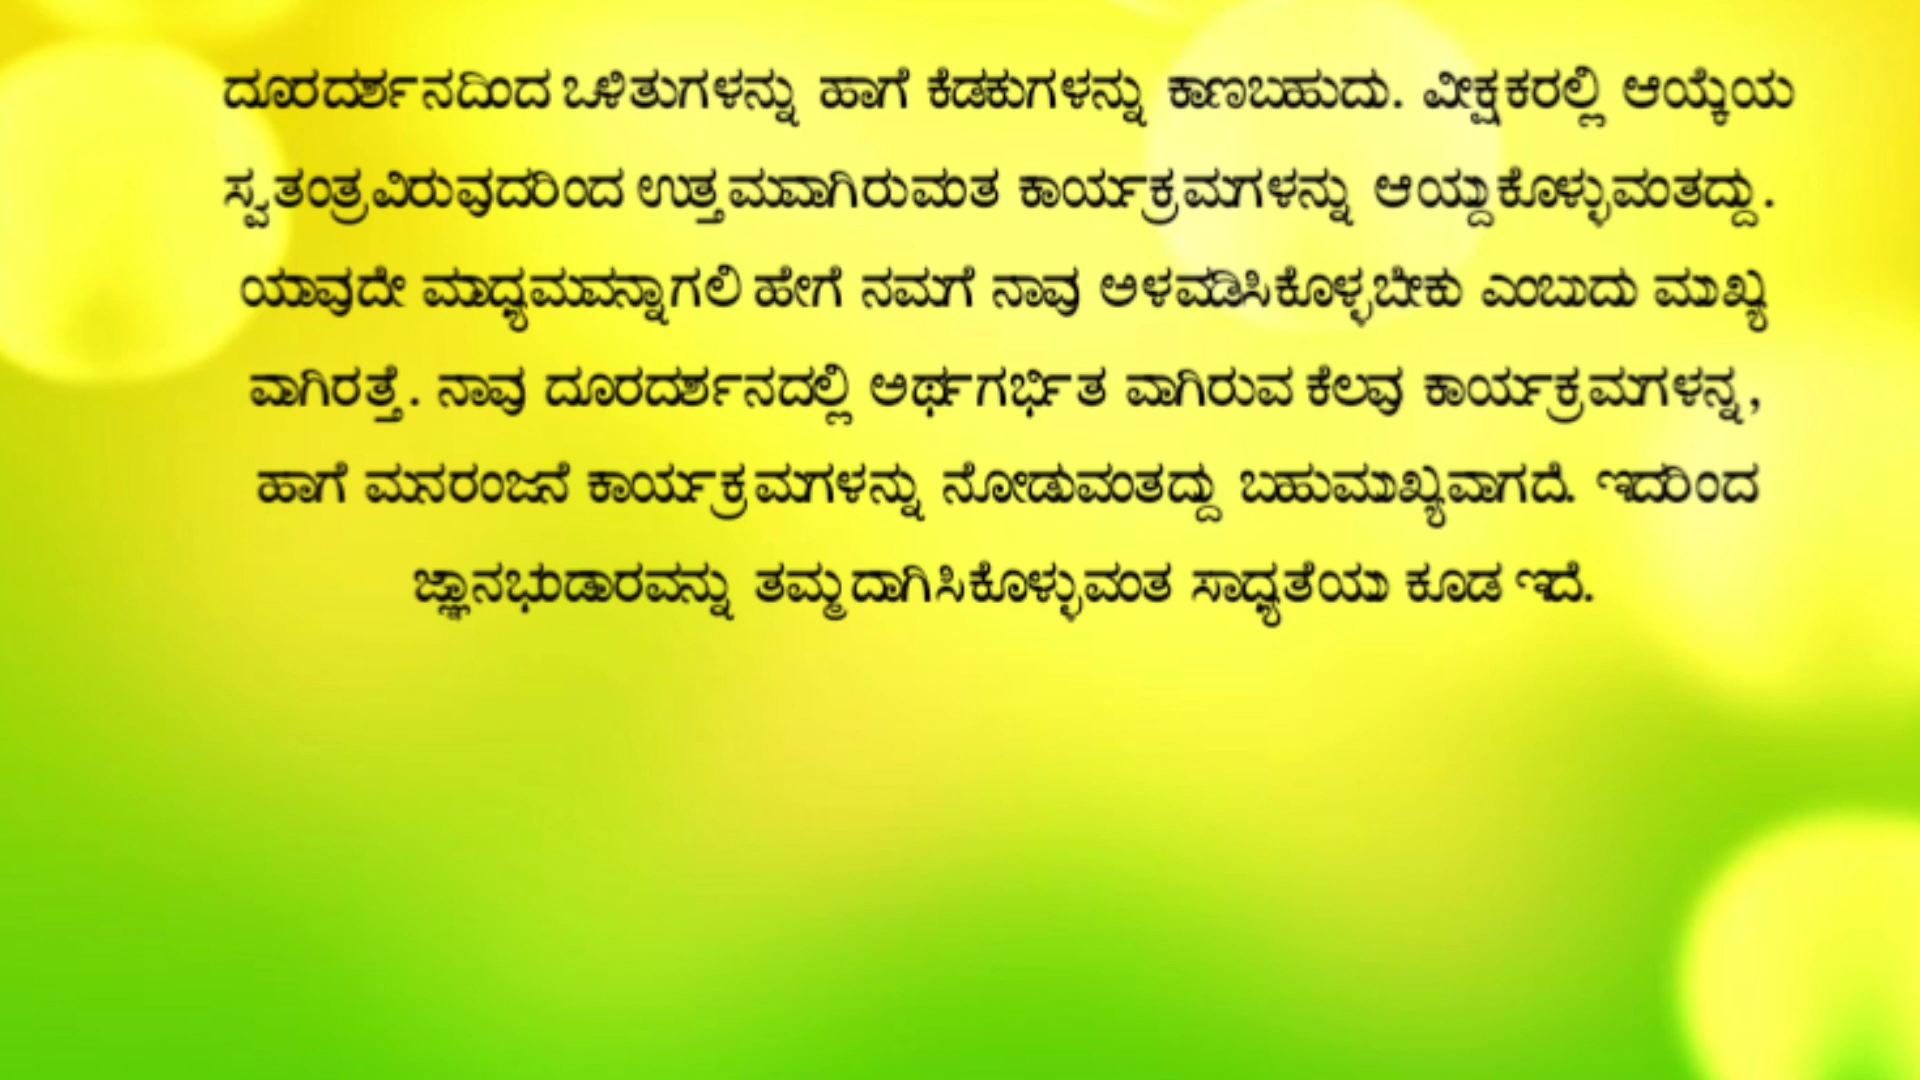 ದೂರದರ್ಶನದಿಂದ ಒಳಿತುಗಳನ್ನು ಹಾಗೆ ಕೆಡಕುಗಳನ್ನು ಕಾಣಬಹುದು. ವೀಕ್ಷಕರಲ್ಲಿ ಆಯ್ಕೆಯ
ಸ್ವತಂತ್ರವಿರುವುದರಿಂದ ಉತ್ತಮವಾಗಿರುವಂತ ಕಾರ್ಯಕ್ರಮಗಳನ್ನು ಆಯ್ದುಕೊಳ್ಳುವಂತದ್ದು.
ಯಾವುದೇ ಮಾಧ್ಯಮವನ್ನಾಗಲಿ ಹೇಗೆ ನಮಗೆ ನಾವು ಅಳವಡಿಸಿಕೊಳ್ಳಬೇಕು ಎಂಬುದು ಮುಖ್ಯ
ವಾಗಿರತ್ತೆ. ನಾವು ದೂರದರ್ಶನದಲ್ಲಿ ಅರ್ಥಗರ್ಭಿತ ವಾಗಿರುವ ಕೆಲವು ಕಾರ್ಯಕ್ರಮಗಳನ್ನ,
ಹಾಗೆ ಮನರಂಜನೆ ಕಾರ್ಯಕ್ರಮಗಳನ್ನು ನೋಡುವಂತದ್ದು ಬಹುಮುಖ್ಯವಾಗದೆ. ಇದರಿಂದ
ಜ್ಞಾನಭುಡಾರವನ್ನು ತಮ್ಮದಾಗಿಸಿಕೊಳ್ಳುವಂತ ಸಾಧ್ಯತೆಯು ಕೂಡ ಇದೆ.